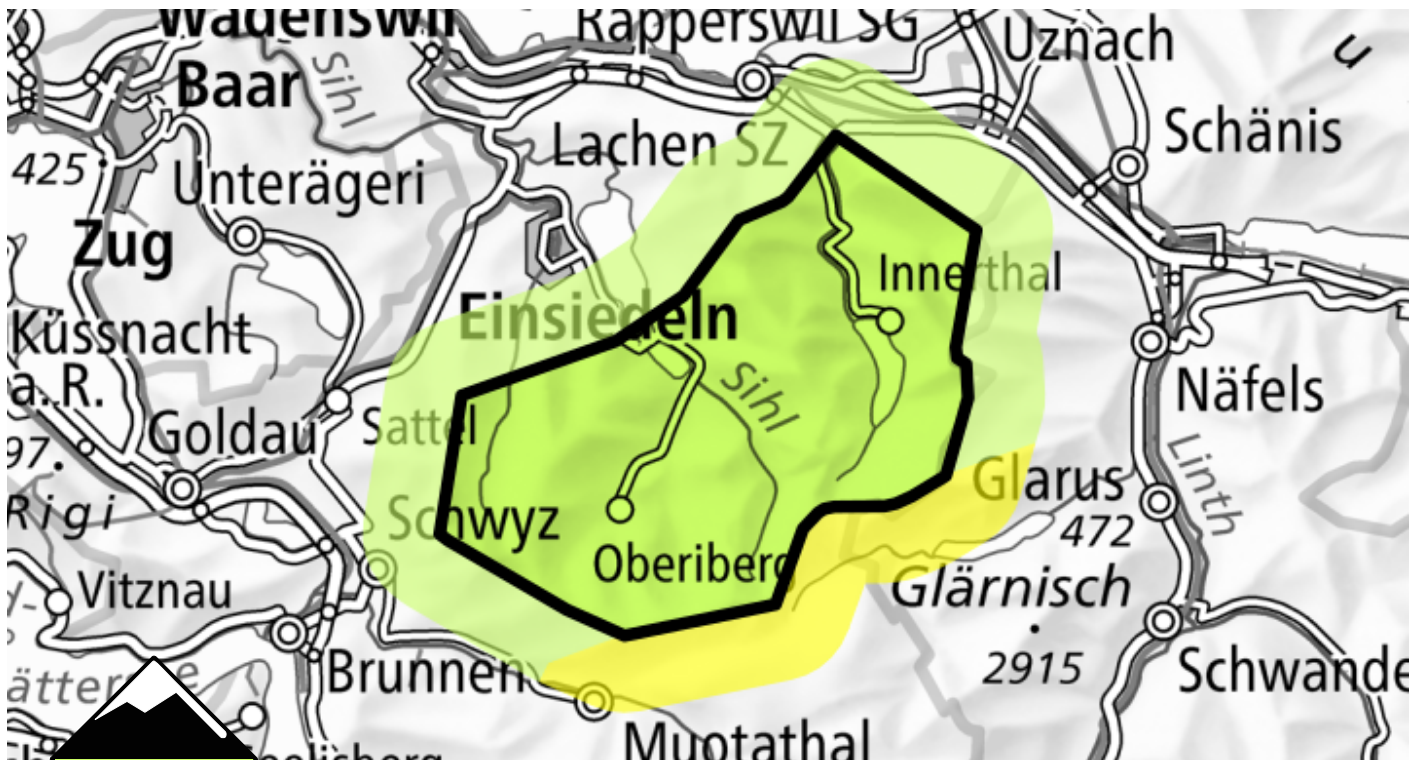 Wädenswil
Rapperswil SG
Uznach
u
Baar
Sihl
Schänis
Lachen SZ
425
Unterägeri
Zug
Innerthal
Küssnacht
a. R.
Einsiedeln
Sihl
Näfels
Goldau
Sattel
97
Rigi
Schwyz
Glarus
472
Linth
Oberiberg
Vitznau
Glärnisch
2915
Brunnen
Schwande
Muotathal